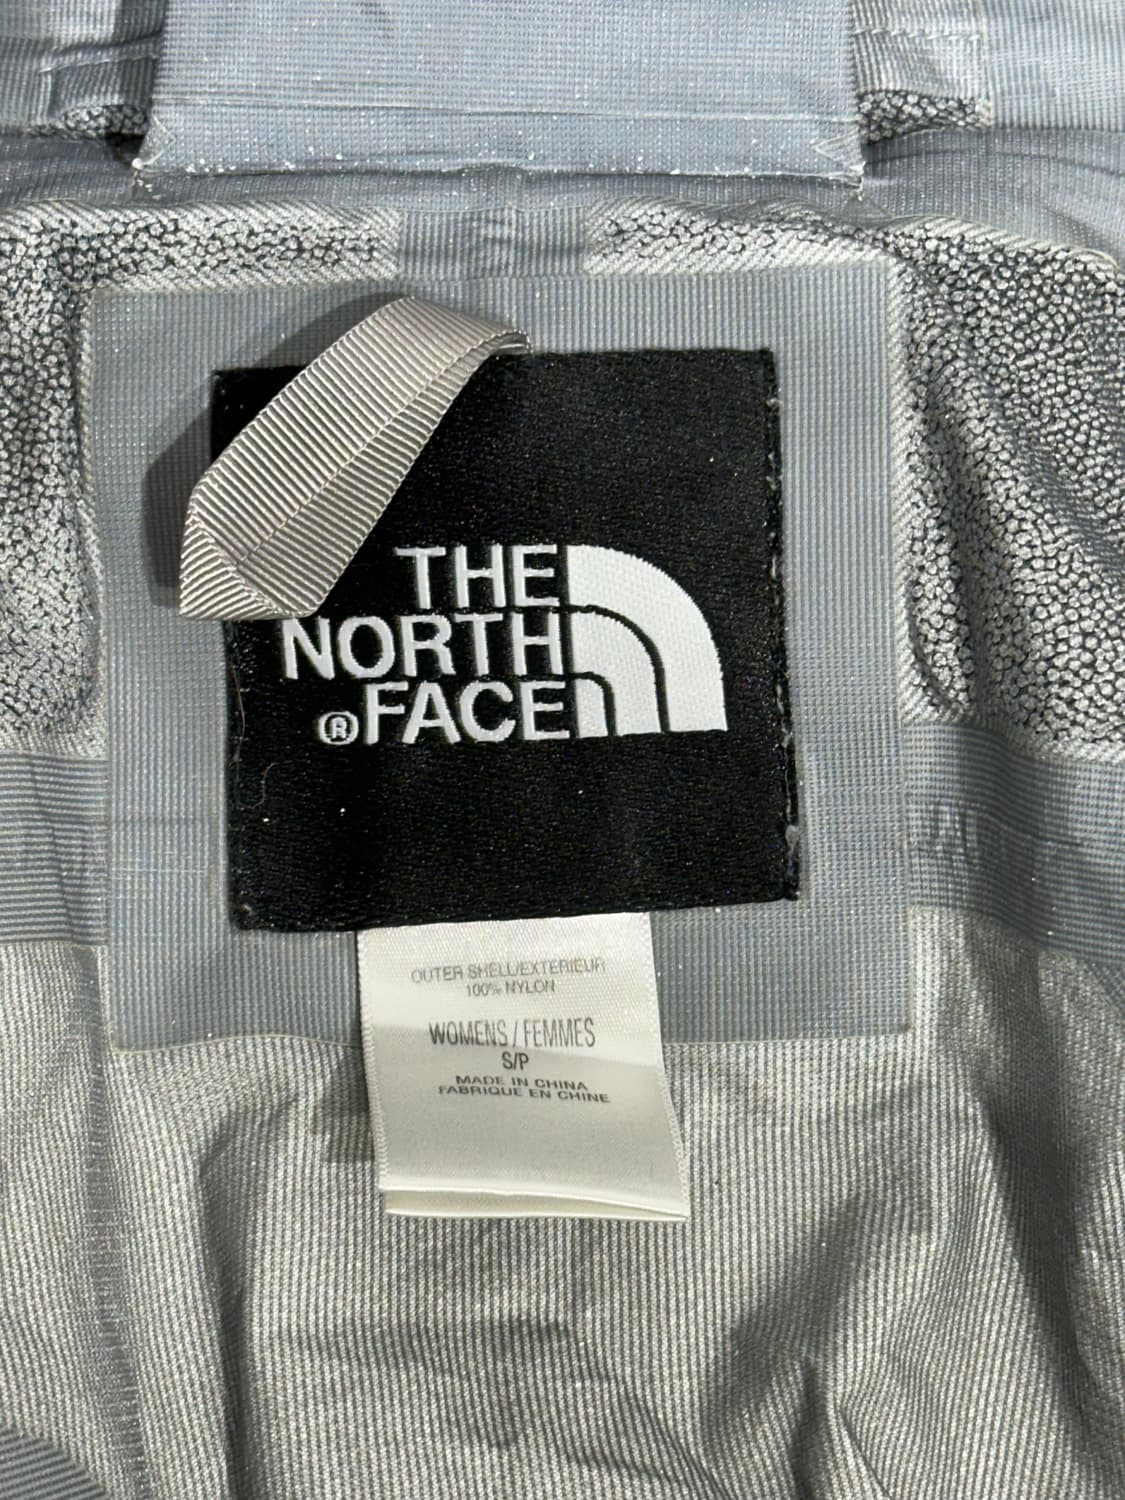 THE
NORTH
®FACE
OUTER SHELL/EXTERIEUR
100% NYLON
WOMENS / FEMMES
S/P
MADE IN CHINA
FABRIQUE EN CHINE